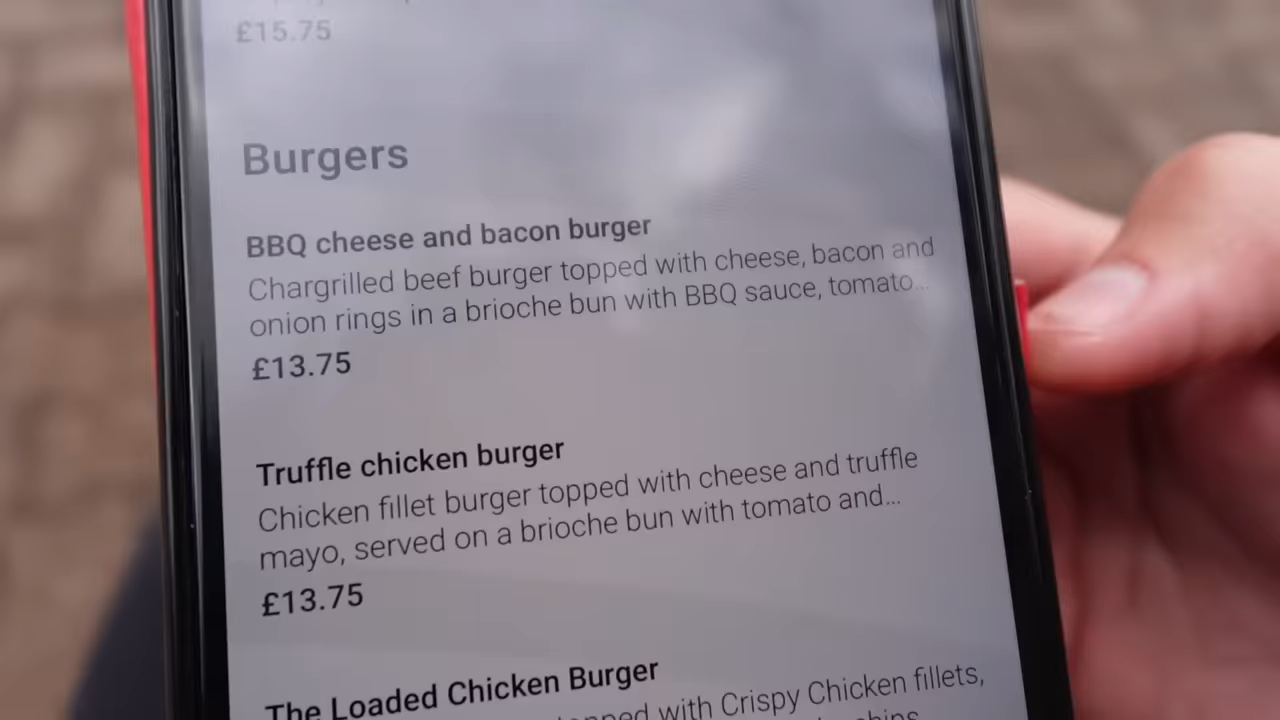 £15.75
Burgers
BBQ cheese and bacon burger
Chargrilled beef burger topped with cheese, bacon and
onion rings in a brioche bun with BBQ sauce, tomato...
£13.75
Truffle chicken burger
Chicken fillet burger topped with cheese and truffle
mayo, served on a brioche bun with tomato and...
£13.75
The Loaded Chicken Burger
with Crispy Chicken fillets,